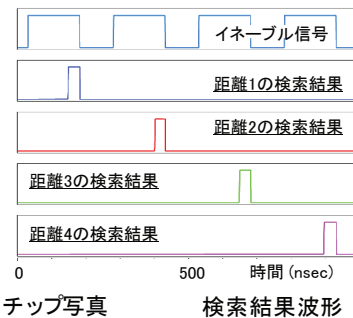 イネーブル信号
距離1の検索結果
距離2の検索結果
距離3の検索結果
距離4の検索結果
0 500 時間 (nsec)
チップ写真 検索結果波形